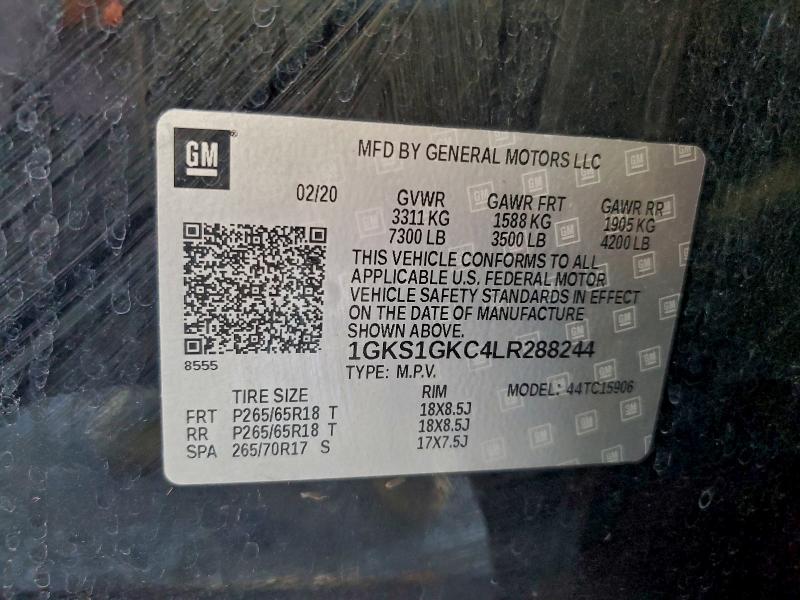 GM
MFD BY GENERAL MOTORS LLC
02/20
GVWR GAWR FRT GAWR RR
3311 KG 1588 KG 1905 KG
7300 LB 3500 LB 4200 LB
THIS VEHICLE CONFORMS TO ALL
APPLICABLE U.S. FEDERAL MOTOR
VEHICLE SAFETY STANDARDS IN EFFECT
ON THE DATE OF MANUFACTURE
SHOWN ABOVE.
8555
1GKS1GKC4LR288244
TYPE: M.P.V. MODEL: 44TC15906
TIRE SIZE RIM
FRT P265/65R18 T 18X8.5J
RR P265/65R18 T 18X8.5J
SPA 265/70R17 S 17X7.5J